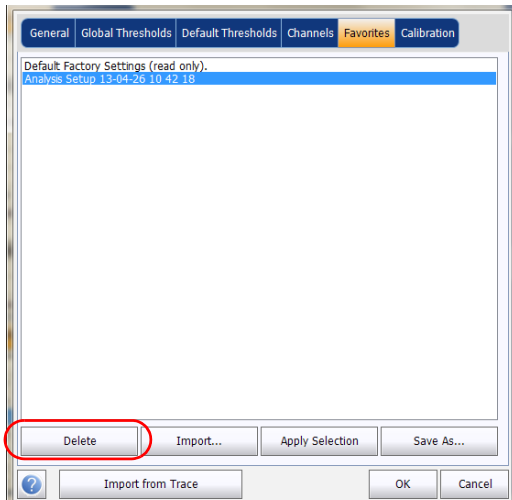 General Global Thresholds Default Thresholds Channels Favorites Calibration
Default Factory Settings (read only).
Analysis Setup 13-04-26 10 42 18
Delete Import... Apply Selection Save As...
? Import from Trace OK Cancel